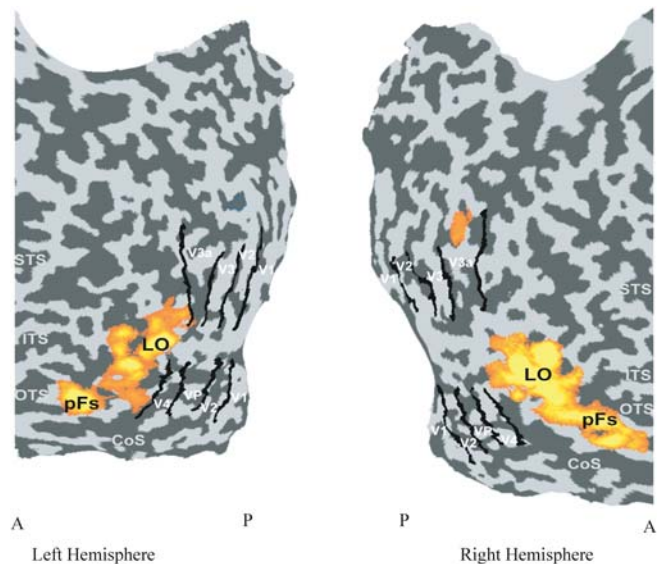 V3a V3 V2 V1
STS
ITS
LO
OTS
pFs
V4 VP V2 V1
CoS
A P
Left Hemisphere
V1 V2 V3 V3a
STS
ITS
LO
OTS
pFs
V1 V2 VP V4
CoS
P A
Right Hemisphere